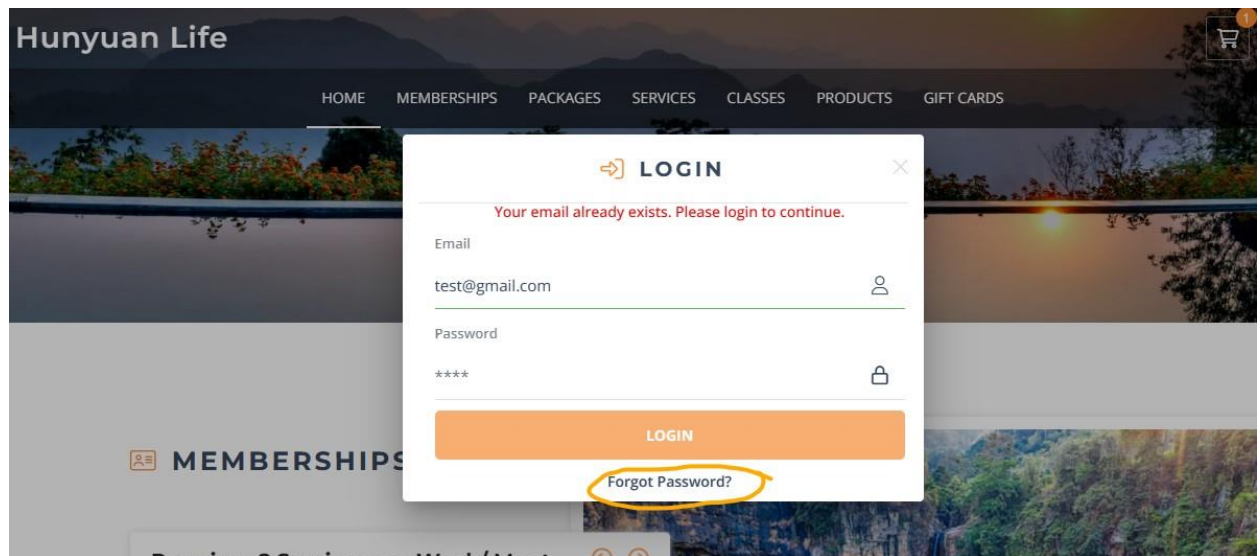 Hunyuan Life
1
HOME MEMBERSHIPS PACKAGES SERVICES CLASSES PRODUCTS GIFT CARDS
LOGIN
Your email already exists. Please login to continue.
Email
test@gmail.com
Password
****
LOGIN
Forgot Password?
MEMBERSHIPS